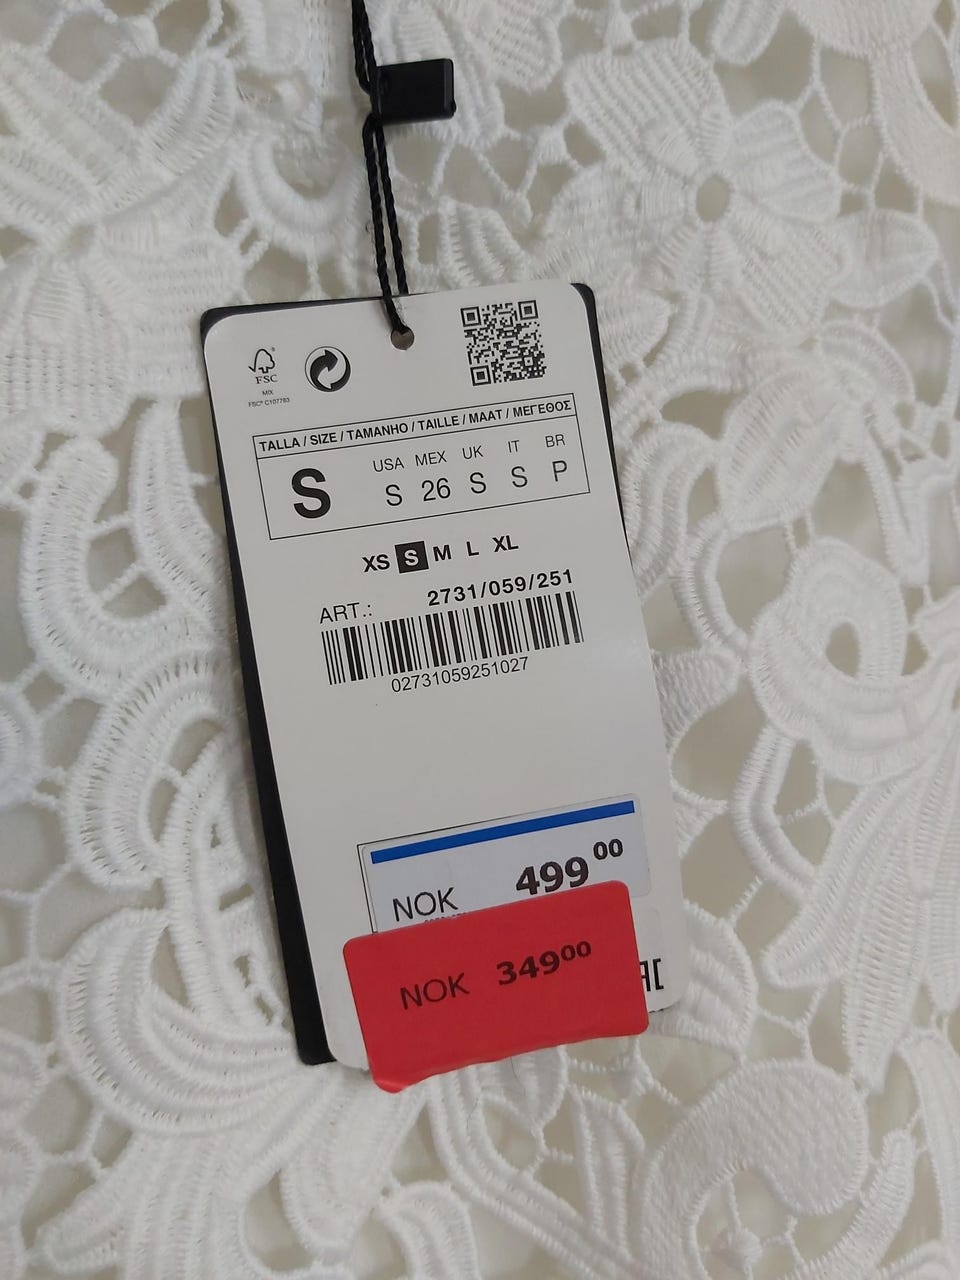 FSC®
MIX
FSC® C107783
TALLA / SIZE / TAMANHO / TAILLE / MAAT / ΜΕΓΕΘΟΣ
USA MEX UK IT BR
S S 26 S S P
XS S M L XL
ART.: 2731/059/251
02731059251027
NOK 499 00
NOK 349 00